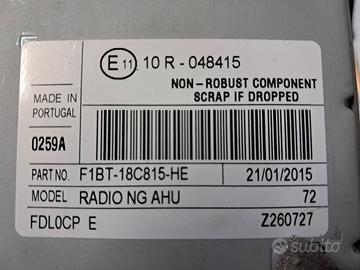 E11 10 R - 048415
NON - ROBUST COMPONENT
SCRAP IF DROPPED
MADE IN
PORTUGAL
0259A
PART NO. F1BT-18C815-HE 21/01/2015
MODEL RADIO NG AHU 72
FDL0CP E Z260727
subito